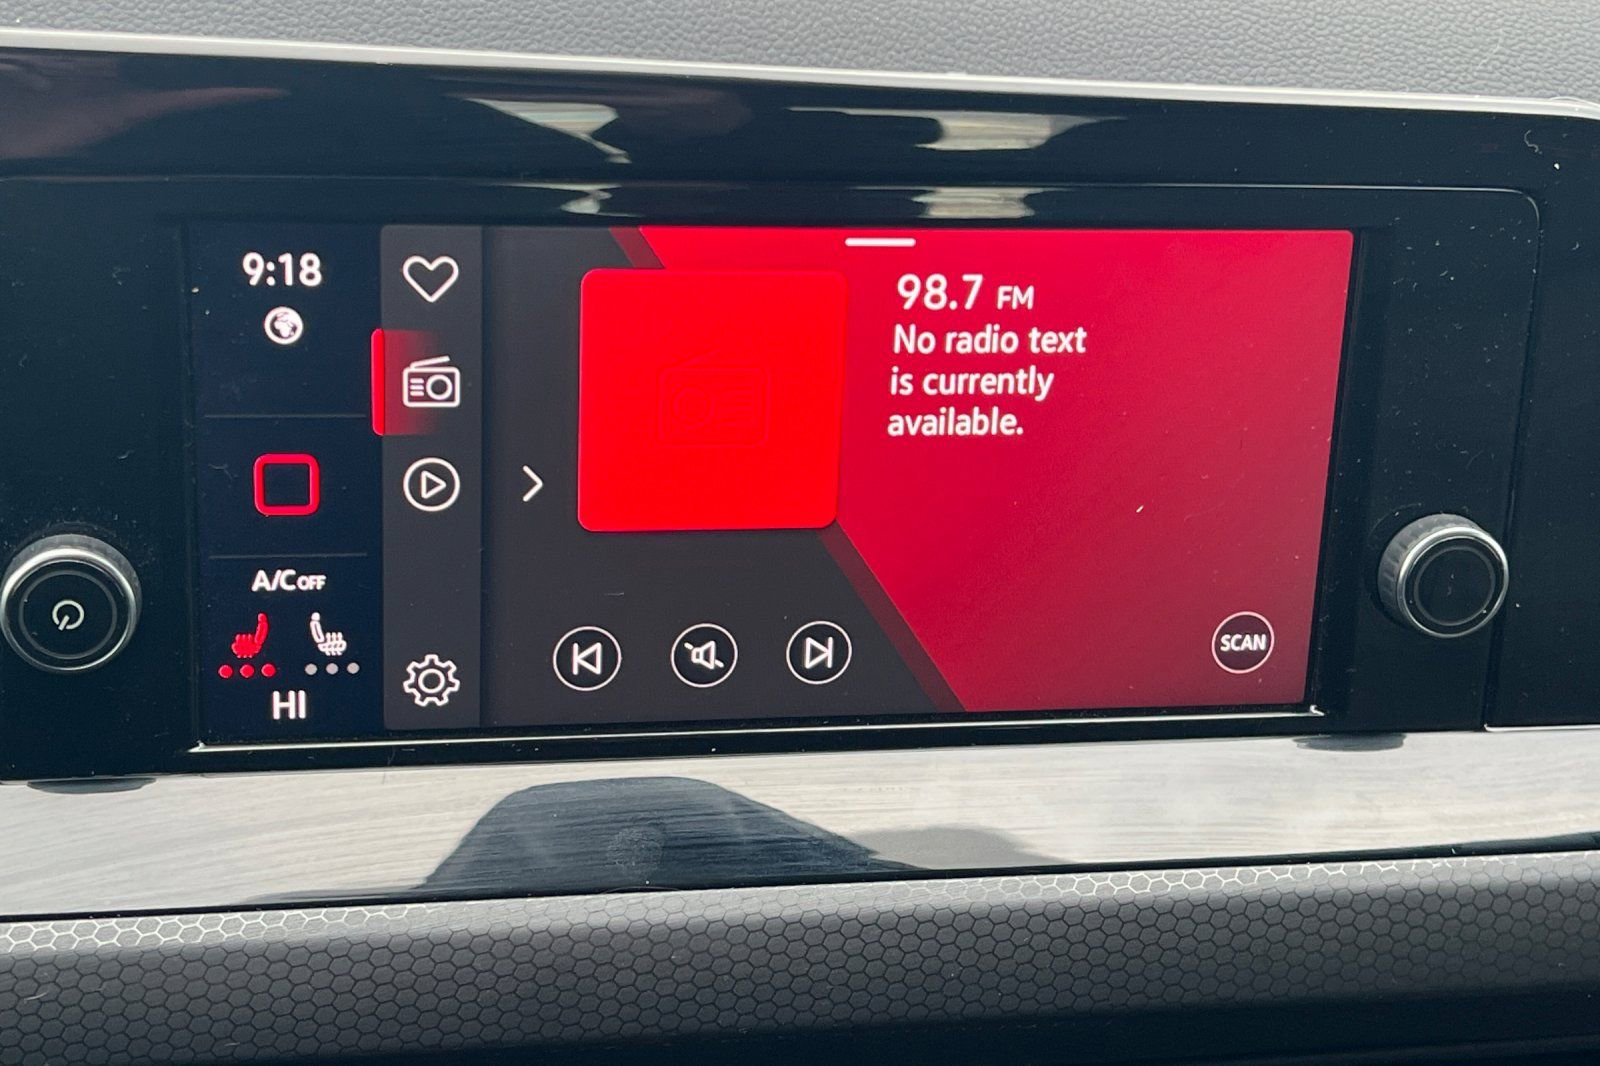 9:18
A/C OFF
HI
98.7 FM
No radio text
is currently
available.
SCAN